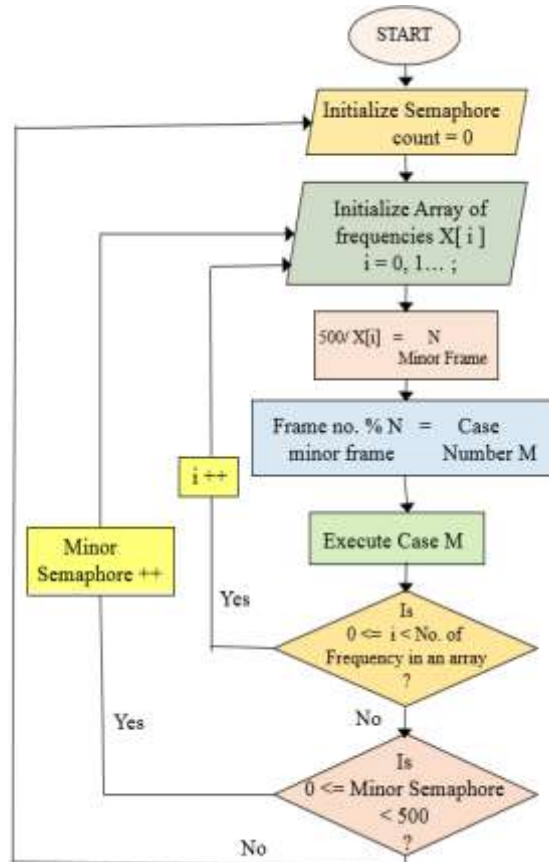 START
Initialize Semaphore
count = 0
Initialize Array of
frequencies X[ i ]
i = 0, 1... ;
500/ X[i] = N
Minor Frame
Frame no. % N = Case
minor frame Number M
i ++
Execute Case M
Minor
Semaphore ++
Yes
Is
0 <= i < No. of
Frequency in an array
?
No
Yes
Is
0 <= Minor Semaphore
< 500
?
No